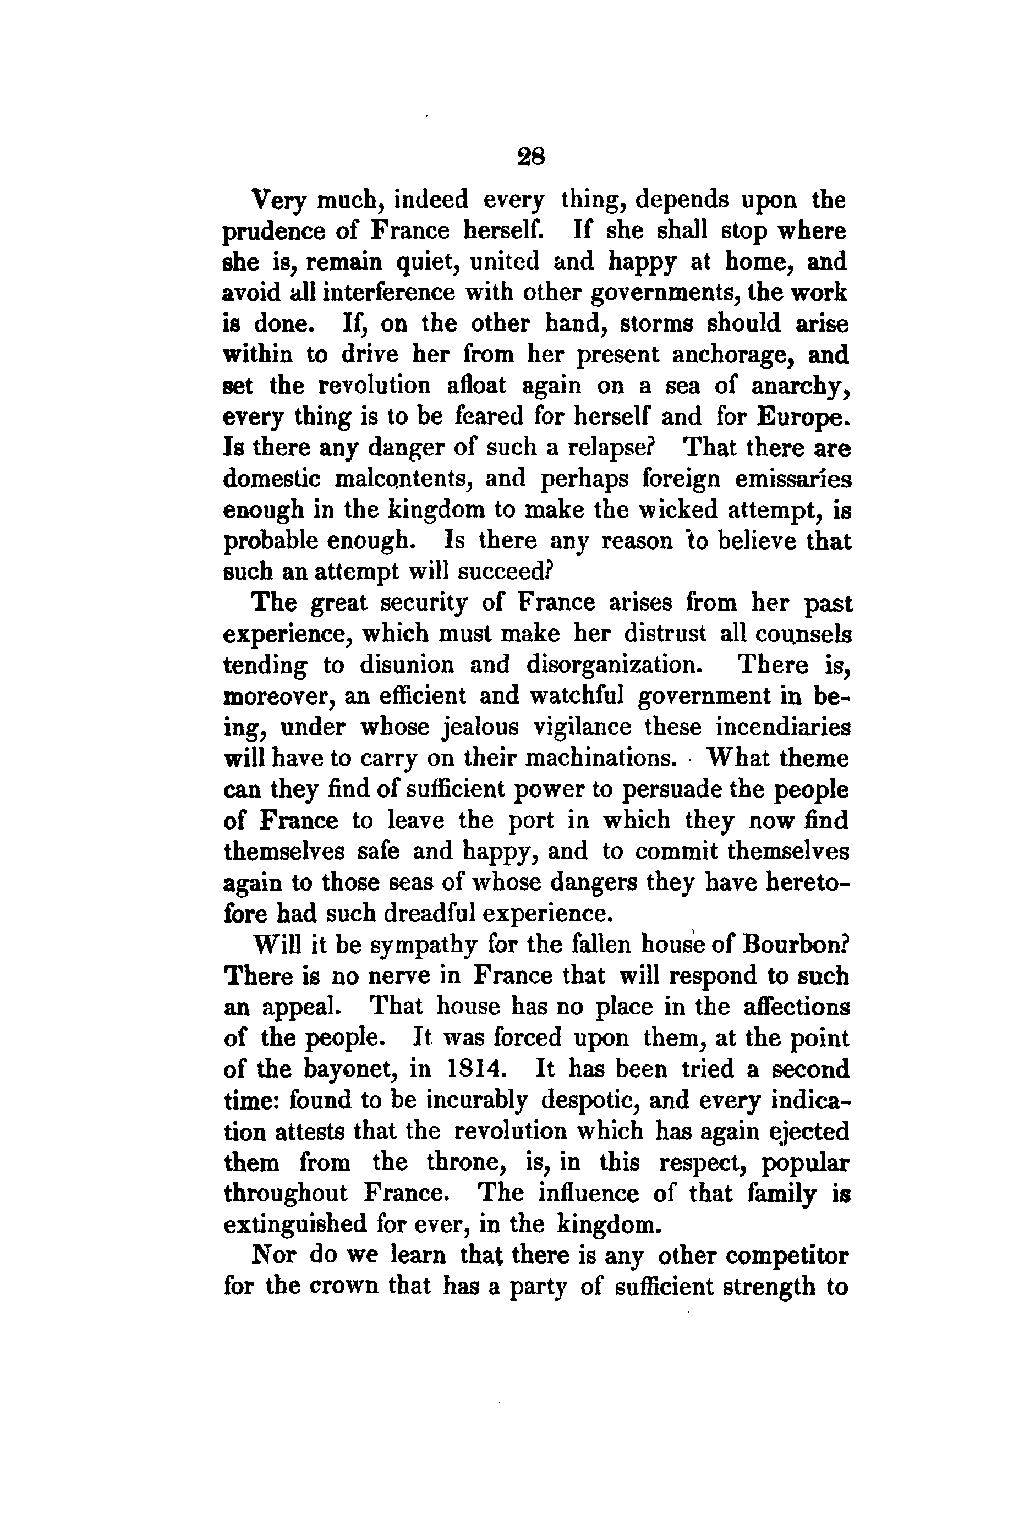 28
Very much, indeed every thing, depends upon the
prudence of France herself. If she shall stop where
she is, remain quiet, united and happy at home, and
avoid all interference with other governments, the work
is done. If, on the other hand, storms should arise
within to drive her from her present anchorage, and
set the revolution afloat again on a sea of anarchy,
every thing is to be feared for herself and for Europe.
Is there any danger of such a relapse? That there are
domestic malcontents, and perhaps foreign emissaries
enough in the kingdom to make the wicked attempt, is
probable enough. Is there any reason to believe that
such an attempt will succeed?
The great security of France arises from her past
experience, which must make her distrust all counsels
tending to disunion and disorganization. There is,
moreover, an efficient and watchful government in be-
ing, under whose jealous vigilance these incendiaries
will have to carry on their machinations. What theme
can they find of sufficient power to persuade the people
of France to leave the port in which they now find
themselves safe and happy, and to commit themselves
again to those seas of whose dangers they have hereto-
fore had such dreadful experience.
Will it be sympathy for the fallen house of Bourbon?
There is no nerve in France that will respond to such
an appeal. That house has no place in the affections
of the people. It was forced upon them, at the point
of the bayonet, in 1814. It has been tried a second
time: found to be incurably despotic, and every indica-
tion attests that the revolution which has again ejected
them from the throne, is, in this respect, popular
throughout France. The influence of that family is
extinguished for ever, in the kingdom.
Nor do we learn that there is any other competitor
for the crown that has a party of sufficient strength to